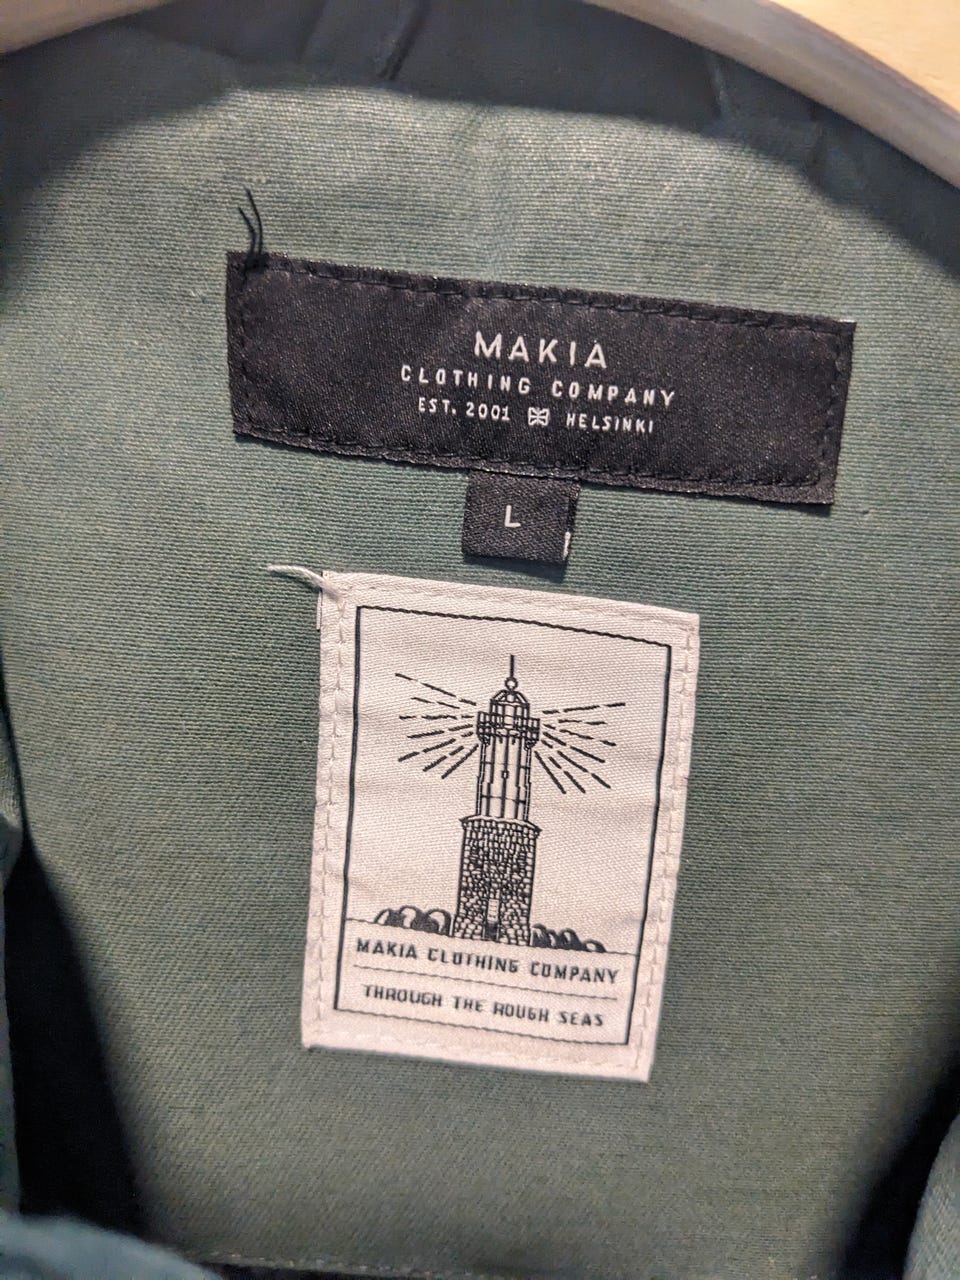 MAKIA
CLOTHING COMPANY
EST. 2001 HELSINKI
L
MAKIA CLOTHING COMPANY
THROUGH THE ROUGH SEAS